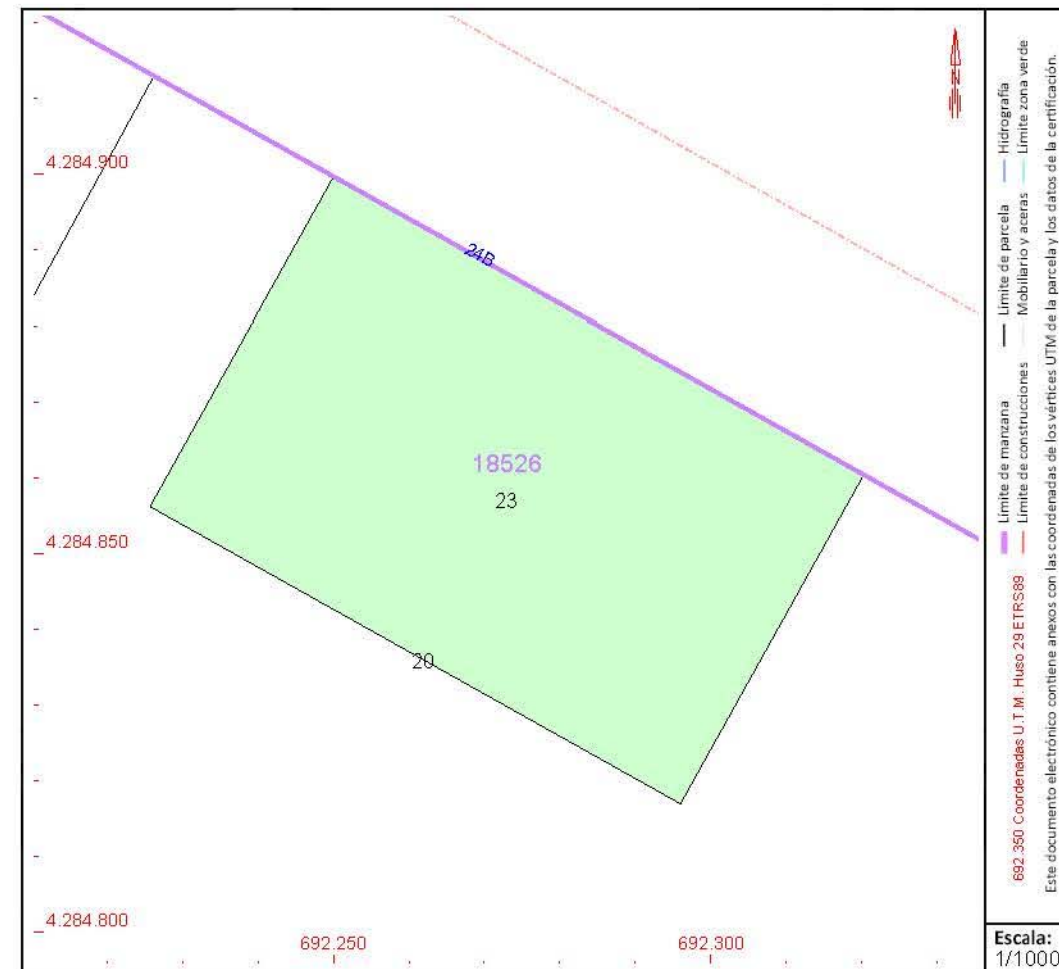 N
4.284.900
24B
18526
23
4.284.850
20
4.284.800
692.250
692.300
Límite de manzana
Límite de parcela
Hidrografía
Límite de construcciones
Mobiliario y aceras
Límite zona verde
692.350 Coordenadas U.T.M. Huso 29 ETRS89
Este documento electrónico contiene anexos con las coordenadas de los vértices UTM de la parcela y los datos de la certificación.
Escala:
1/1000